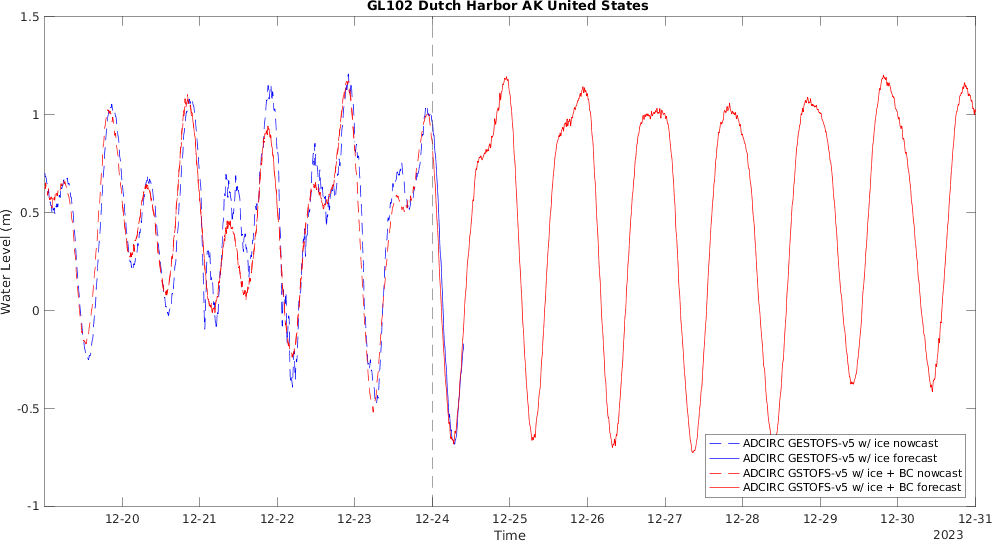 GL102 Dutch Harbor AK United States
Water Level (m)
1.5
1
0.5
0
-0.5
-1
ADCIRC GESTOFS-v5 w/ ice nowcast
ADCIRC GESTOFS-v5 w/ ice forecast
ADCIRC GSTOFS-v5 w/ ice + BC nowcast
ADCIRC GSTOFS-v5 w/ ice + BC forecast
12-20 12-21 12-22 12-23 12-24 12-25 12-26 12-27 12-28 12-29 12-30 12-31
Time
2023